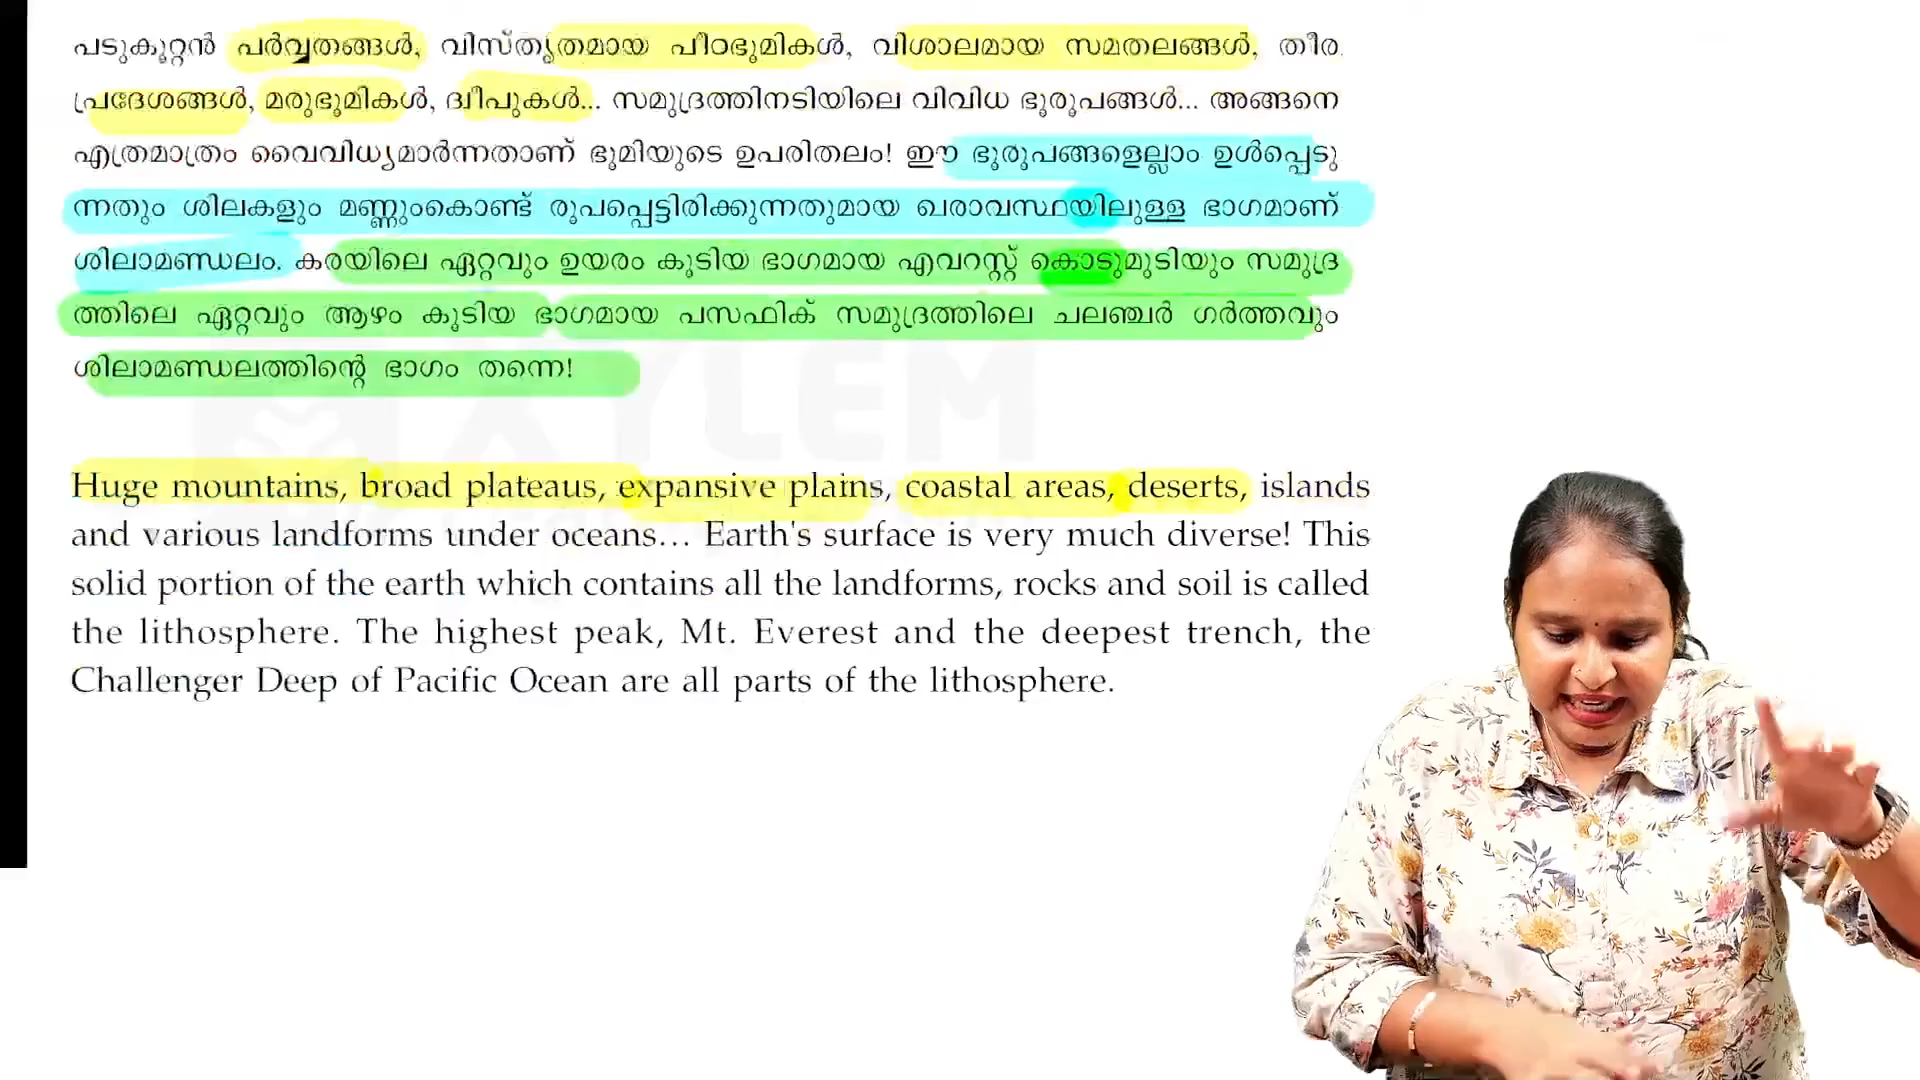 പടുകൂറ്റൻ പർവ്വതങ്ങൾ, വിസ്തൃതമായ പീഠഭൂമികൾ, വിശാലമായ സമതലങ്ങൾ, തീര
പ്രദേശങ്ങൾ, മരുഭൂമികൾ, ദ്വീപുകൾ... സമുദ്രത്തിനടിയിലെ വിവിധ ഭൂരൂപങ്ങൾ... അങ്ങനെ
എത്രമാത്രം വൈവിധ്യമാർന്നതാണ് ഭൂമിയുടെ ഉപരിതലം! ഈ ഭൂരൂപങ്ങളെല്ലാം ഉൾപ്പെടു
ന്നതും ശിലകളും മണ്ണുംകൊണ്ട് രൂപപ്പെട്ടിരിക്കുന്നതുമായ ഖരാവസ്ഥയിലുള്ള ഭാഗമാണ്
ശിലാമണ്ഡലം. കരയിലെ ഏറ്റവും ഉയരം കൂടിയ ഭാഗമായ എവറസ്റ്റ് കൊടുമുടിയും സമുദ്ര
ത്തിലെ ഏറ്റവും ആഴം കൂടിയ ഭാഗമായ പസഫിക് സമുദ്രത്തിലെ ചലഞ്ചർ ഗർത്തവും
ശിലാമണ്ഡലത്തിന്റെ ഭാഗം തന്നെ!
XYLEM
Huge mountains, broad plateaus, expansive plains, coastal areas, deserts, islands
and various landforms under oceans... Earth's surface is very much diverse! This
solid portion of the earth which contains all the landforms, rocks and soil is called
the lithosphere. The highest peak, Mt. Everest and the deepest trench, the
Challenger Deep of Pacific Ocean are all parts of the lithosphere.